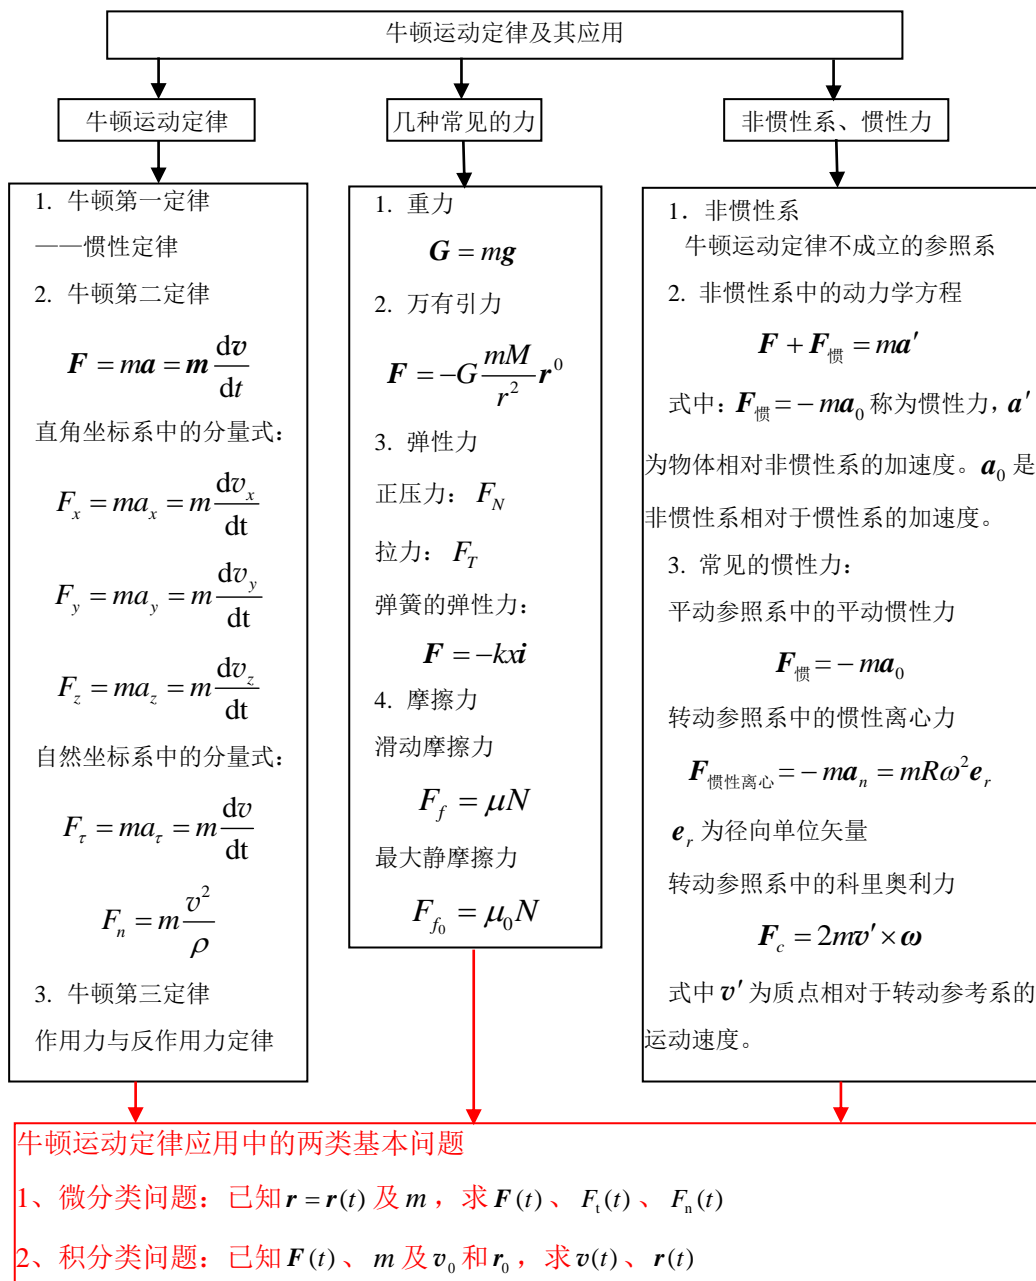 牛顿运动定律及其应用
牛顿运动定律
几种常见的力
非惯性系、惯性力
1. 牛顿第一定律
——惯性定律
2. 牛顿第二定律
F = ma = m dv/dt
直角坐标系中的分量式：
F_x = ma_x = m dv_x/dt
F_y = ma_y = m dv_y/dt
F_z = ma_z = m dv_z/dt
自然坐标系中的分量式：
F_τ = ma_τ = m dv/dt
F_n = m v²/ρ
3. 牛顿第三定律
作用力与反作用力定律
1. 重力
G = mg
2. 万有引力
F = −G mM/r² r⁰
3. 弹性力
正压力： F_N
拉力： F_T
弹簧的弹性力：
F = −kxi
4. 摩擦力
滑动摩擦力
F_f = μN
最大静摩擦力
F_f₀ = μ₀N
1. 非惯性系
牛顿运动定律不成立的参照系
2. 非惯性系中的动力学方程
F + F_惯 = ma′
式中：F_惯 = −ma₀ 称为惯性力，a′
为物体相对非惯性系的加速度。a₀ 是
非惯性系相对于惯性系的加速度。
3. 常见的惯性力：
平动参照系中的平动惯性力
F_惯 = −ma₀
转动参照系中的惯性离心力
F_惯性离心 = −ma_n = mRω²e_r
e_r 为径向单位矢量
转动参照系中的科里奥利力
F_c = 2mv′ × ω
式中 v′ 为质点相对于转动参考系的
运动速度。
牛顿运动定律应用中的两类基本问题
1、微分类问题：已知 r = r(t) 及 m ，求 F(t) 、 F_t(t) 、 F_n(t)
2、积分类问题：已知 F(t) 、 m 及 v₀ 和 r₀ ，求 v(t) 、 r(t)